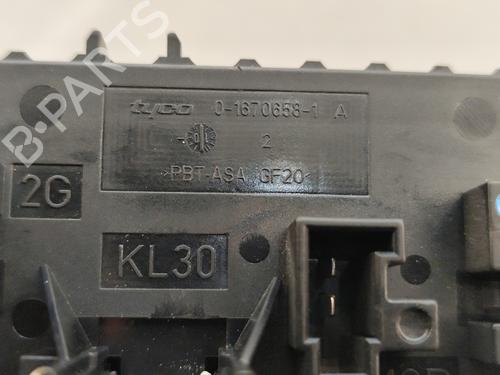 tyco 0-1670658-1 A
2
>PBT-ASA GF20<
2G
KL30
B-PARTS